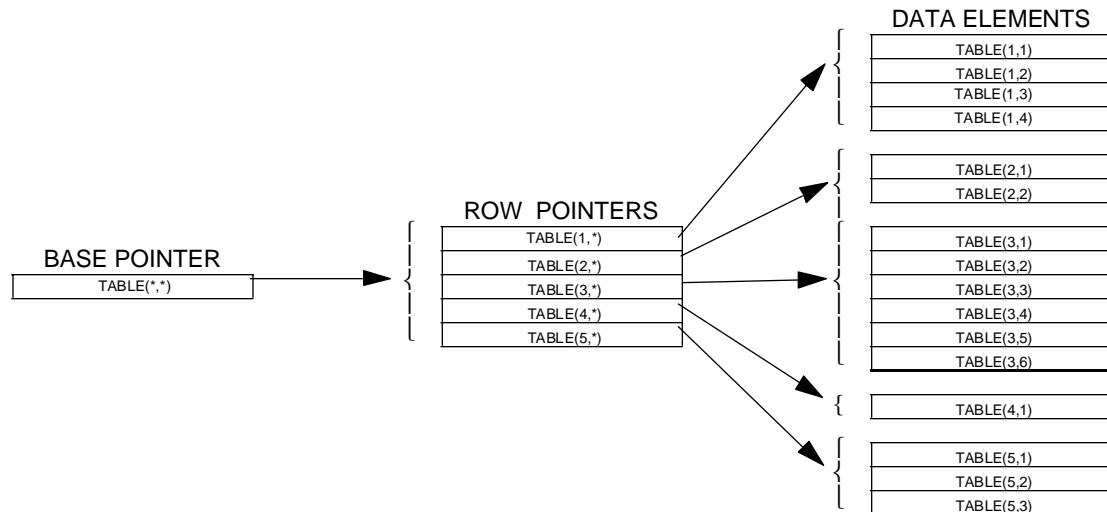 DATA ELEMENTS
TABLE(1,1)
TABLE(1,2)
TABLE(1,3)
TABLE(1,4)
TABLE(2,1)
TABLE(2,2)
ROW POINTERS
TABLE(1,*)
TABLE(2,*)
TABLE(3,*)
TABLE(4,*)
TABLE(5,*)
BASE POINTER
TABLE(*,*)
TABLE(3,1)
TABLE(3,2)
TABLE(3,3)
TABLE(3,4)
TABLE(3,5)
TABLE(3,6)
TABLE(4,1)
TABLE(5,1)
TABLE(5,2)
TABLE(5,3)